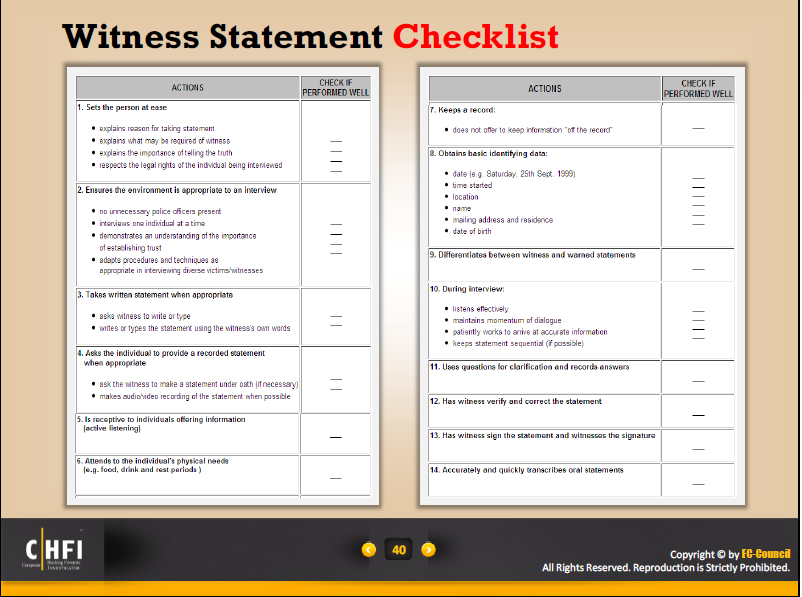 Witness Statement Checklist
ACTIONS
CHECK IF
PERFORMED WELL
1. Sets the person at ease
• explains reason for taking statement
• explains what may be required of witness
• explains the importance of telling the truth
• respects the legal rights of the individual being interviewed
2. Ensures the environment is appropriate to an interview
• no unnecessary police officers present
• interviews one individual at a time
• demonstrates an understanding of the importance
of establishing trust
• adapts procedures and techniques as
appropriate in interviewing diverse victims/witnesses
3. Takes written statement when appropriate
• asks witness to write or type
• writes or types the statement using the witness's own words
4. Asks the individual to provide a recorded statement
when appropriate
• ask the witness to make a statement under oath (if necessary)
• makes audio/video recording of the statement when possible
5. Is receptive to individuals offering information
(active listening)
6. Attends to the individual's physical needs
(e.g. food, drink and rest periods )
ACTIONS
CHECK IF
PERFORMED WELL
7. Keeps a record:
• does not offer to keep information "off the record"
8. Obtains basic identifying data:
• date (e.g. Saturday, 25th Sept. 1999)
• time started
• location
• name
• mailing address and residence
• date of birth
9. Differentiates between witness and warned statements
10. During interview:
• listens effectively
• maintains momentum of dialogue
• patiently works to arrive at accurate information
• keeps statement sequential (if possible)
11. Uses questions for clarification and records answers
12. Has witness verify and correct the statement
13. Has witness sign the statement and witnesses the signature
14. Accurately and quickly transcribes oral statements
CHFI
Computer Hacking Forensic
INVESTIGATOR
40
Copyright © by EC-Council
All Rights Reserved. Reproduction is Strictly Prohibited.